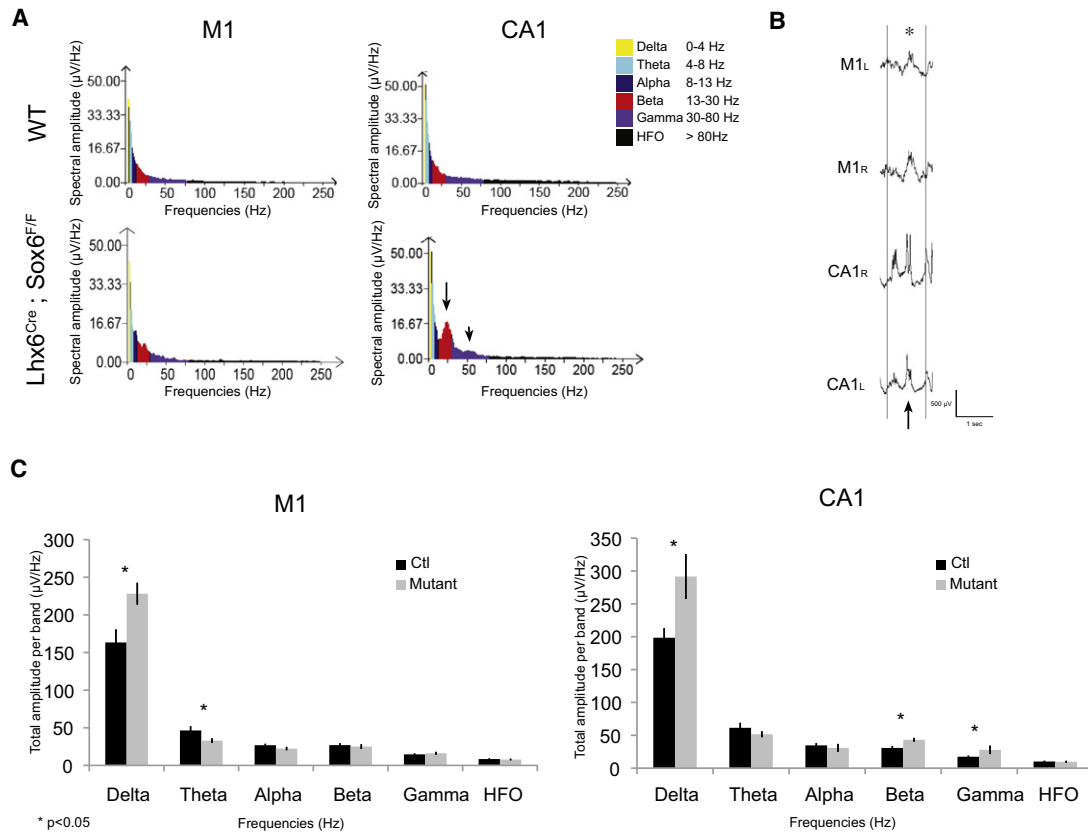 A
M1
CA1
B
WT
Lhx6Cre ; Sox6F/F
Spectral amplitude (µV/Hz)
50.00
33.33
16.67
0.00
0 50 100 150 200 250
Frequencies (Hz)
Spectral amplitude (µV/Hz)
50.00
33.33
16.67
0.00
0 50 100 150 200 250
Frequencies (Hz)
Delta 0-4 Hz
Theta 4-8 Hz
Alpha 8-13 Hz
Beta 13-30 Hz
Gamma 30-80 Hz
HFO > 80Hz
Spectral amplitude (µV/Hz)
50.00
33.33
16.67
0.00
0 50 100 150 200 250
Frequencies (Hz)
Spectral amplitude (µV/Hz)
50.00
33.33
16.67
0.00
0 50 100 150 200 250
Frequencies (Hz)
*
M1L
M1R
CA1R
CA1L
500 µV
1 sec
C
M1
Total amplitude per band (µV/Hz)
300
250
200
150
100
50
0
*
*
Ctl
Mutant
Delta Theta Alpha Beta Gamma HFO
* p<0.05
Frequencies (Hz)
CA1
Total amplitude per band (µV/Hz)
350
300
250
200
150
100
50
0
*
*
*
Ctl
Mutant
Delta Theta Alpha Beta Gamma HFO
Frequencies (Hz)